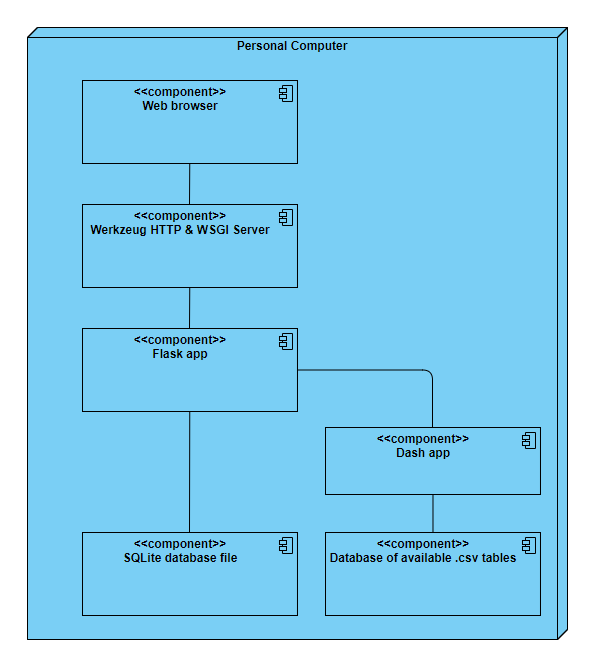 Personal Computer
<<component>>
Web browser
<<component>>
Werkzeug HTTP & WSGI Server
<<component>>
Flask app
<<component>>
Dash app
<<component>>
SQLite database file
<<component>>
Database of available .csv tables